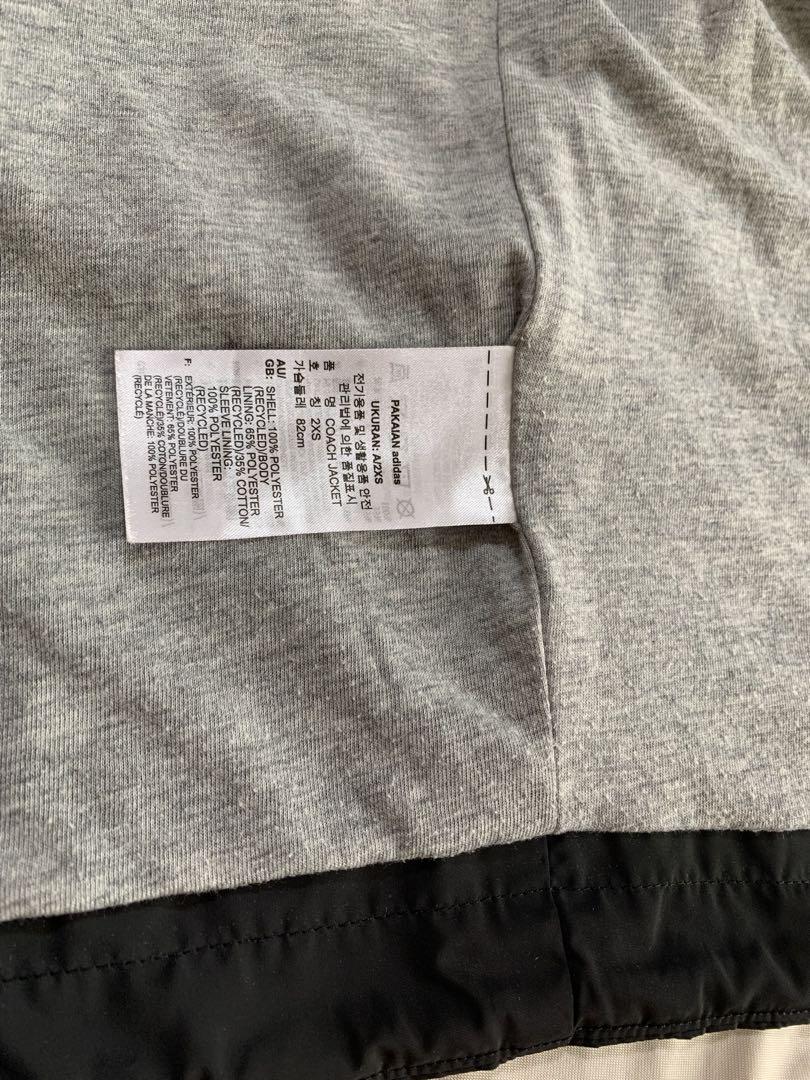 PAKAIAN adidas
UKURAN: A/2XS
전기용품 및 생활용품 안전
관리법에 의한 품질표시
품 명 COACH JACKET
호 칭 2XS
가슴둘레 82cm
AU/
GB: SHELL: 100% POLYESTER
(RECYCLED)/BODY
LINING: 65% POLYESTER
(RECYCLED)/35% COTTON/
SLEEVE LINING:
100% POLYESTER
(RECYCLED)
F: EXTÉRIEUR: 100% POLYESTER
(RECYCLÉ)/DOUBLURE DU
VÊTEMENT: 65% POLYESTER
(RECYCLÉ)/35% COTON/DOUBLURE
DE LA MANCHE: 100% POLYESTER
(RECYCLÉ)